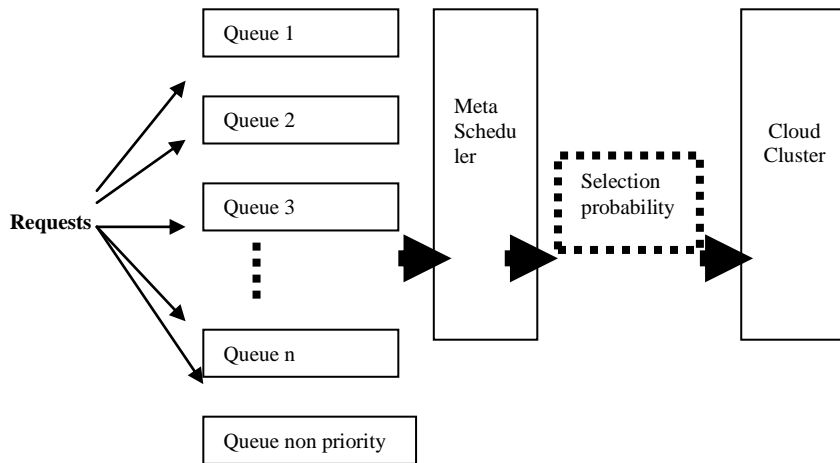 Queue 1
Queue 2
Queue 3
Queue n
Queue non priority
Requests
Meta
Schedu
ler
Selection
probability
Cloud
Cluster